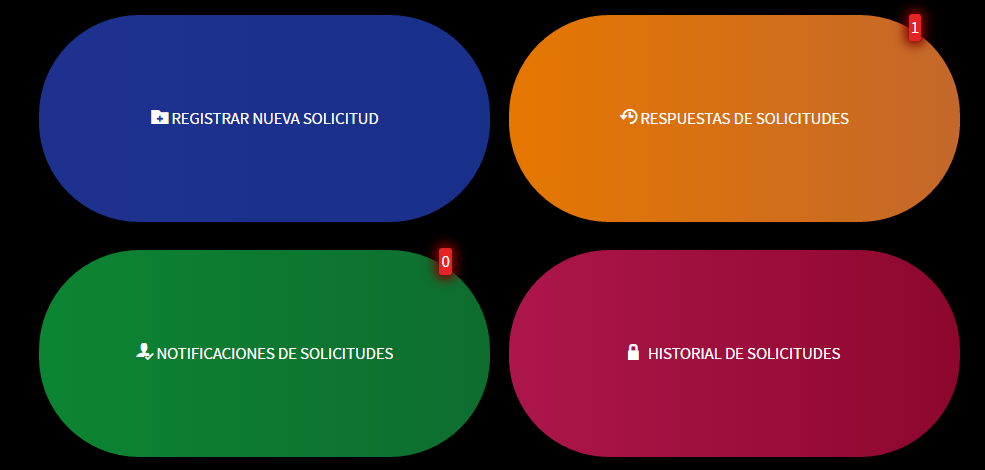 REGISTRAR NUEVA SOLICITUD
1
RESPUESTAS DE SOLICITUDES
0
NOTIFICACIONES DE SOLICITUDES
HISTORIAL DE SOLICITUDES